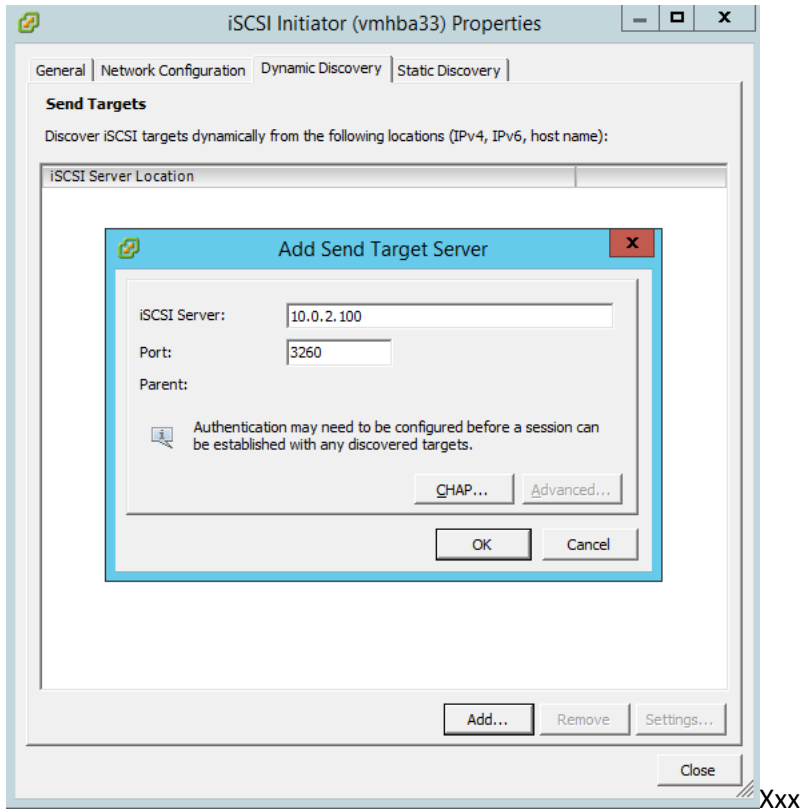 iSCSI Initiator (vmhba33) Properties
General Network Configuration Dynamic Discovery Static Discovery
Send Targets
Discover iSCSI targets dynamically from the following locations (IPv4, IPv6, host name):
iSCSI Server Location
Add Send Target Server
iSCSI Server: 10.0.2.100
Port: 3260
Parent:
Authentication may need to be configured before a session can
be established with any discovered targets.
CHAP... Advanced...
OK Cancel
Add... Remove Settings...
Close
Xxx